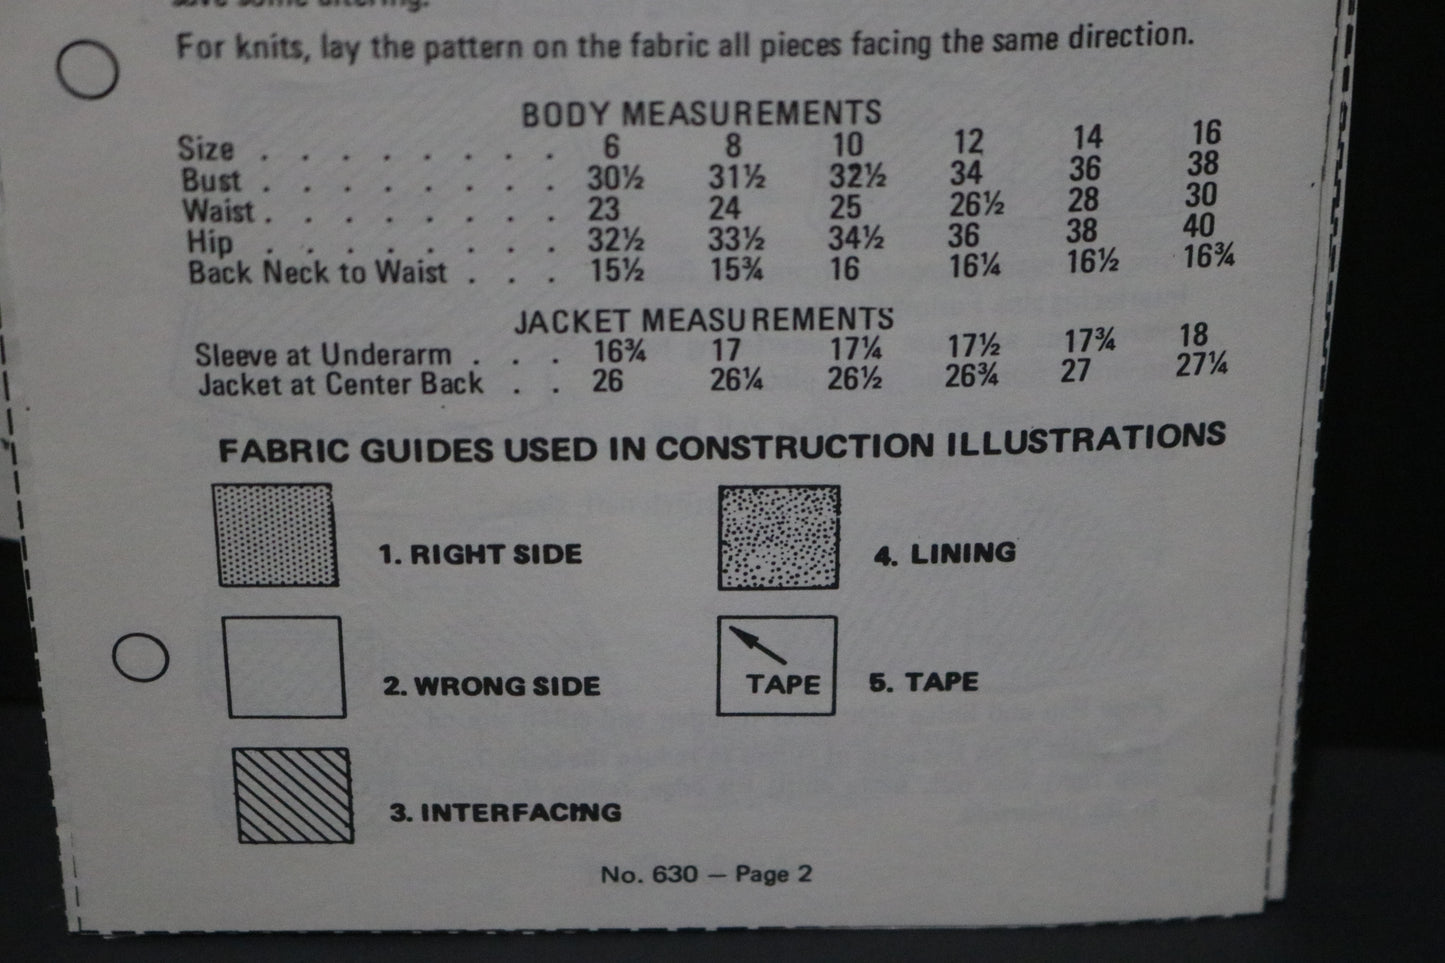 save some altering.
For knits, lay the pattern on the fabric all pieces facing the same direction.
BODY MEASUREMENTS
Size . . . . . . . . 6 8 10 12 14 16
Bust . . . . . . . . 30½ 31½ 32½ 34 36 38
Waist . . . . . . . . 23 24 25 26½ 28 30
Hip . . . . . . . . 32½ 33½ 34½ 36 38 40
Back Neck to Waist . . . 15½ 15¾ 16 16¼ 16½ 16¾
JACKET MEASUREMENTS
Sleeve at Underarm . . . 16¾ 17 17¼ 17½ 17¾ 18
Jacket at Center Back . . 26 26¼ 26½ 26¾ 27 27¼
FABRIC GUIDES USED IN CONSTRUCTION ILLUSTRATIONS
1. RIGHT SIDE
4. LINING
2. WRONG SIDE
TAPE
5. TAPE
3. INTERFACING
No. 630 — Page 2